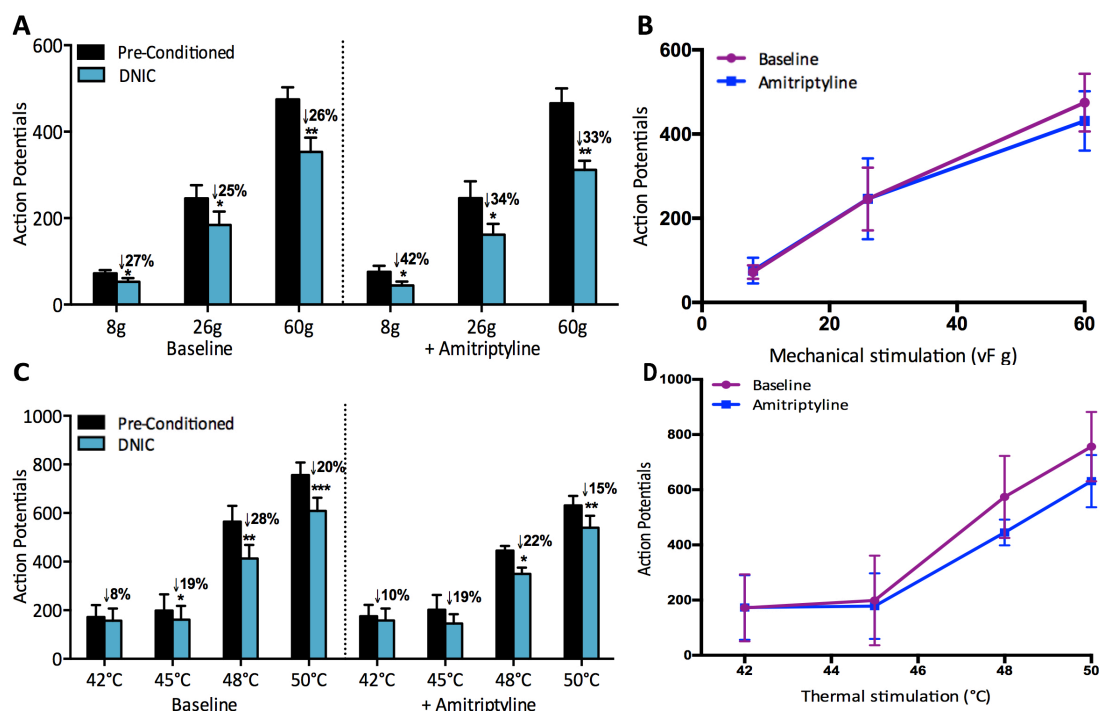 A
600
400
200
0
Action Potentials
Pre-Conditioned
DNIC
↓27%
*
↓25%
*
↓26%
**
↓42%
*
↓34%
*
↓33%
**
8g 26g 60g 8g 26g 60g
Baseline + Amitriptyline
B
600
400
200
0
Action Potentials
Baseline
Amitriptyline
0 20 40 60
Mechanical stimulation (vF g)
C
1000
800
600
400
200
0
Action Potentials
Pre-Conditioned
DNIC
↓8%
↓19%
*
↓28%
**
↓20%
***
↓10%
↓19%
↓22%
*
↓15%
**
42°C 45°C 48°C 50°C 42°C 45°C 48°C 50°C
Baseline + Amitriptyline
D
1000
800
600
400
200
0
Action Potentials
Baseline
Amitriptyline
42 44 46 48 50
Thermal stimulation (°C)